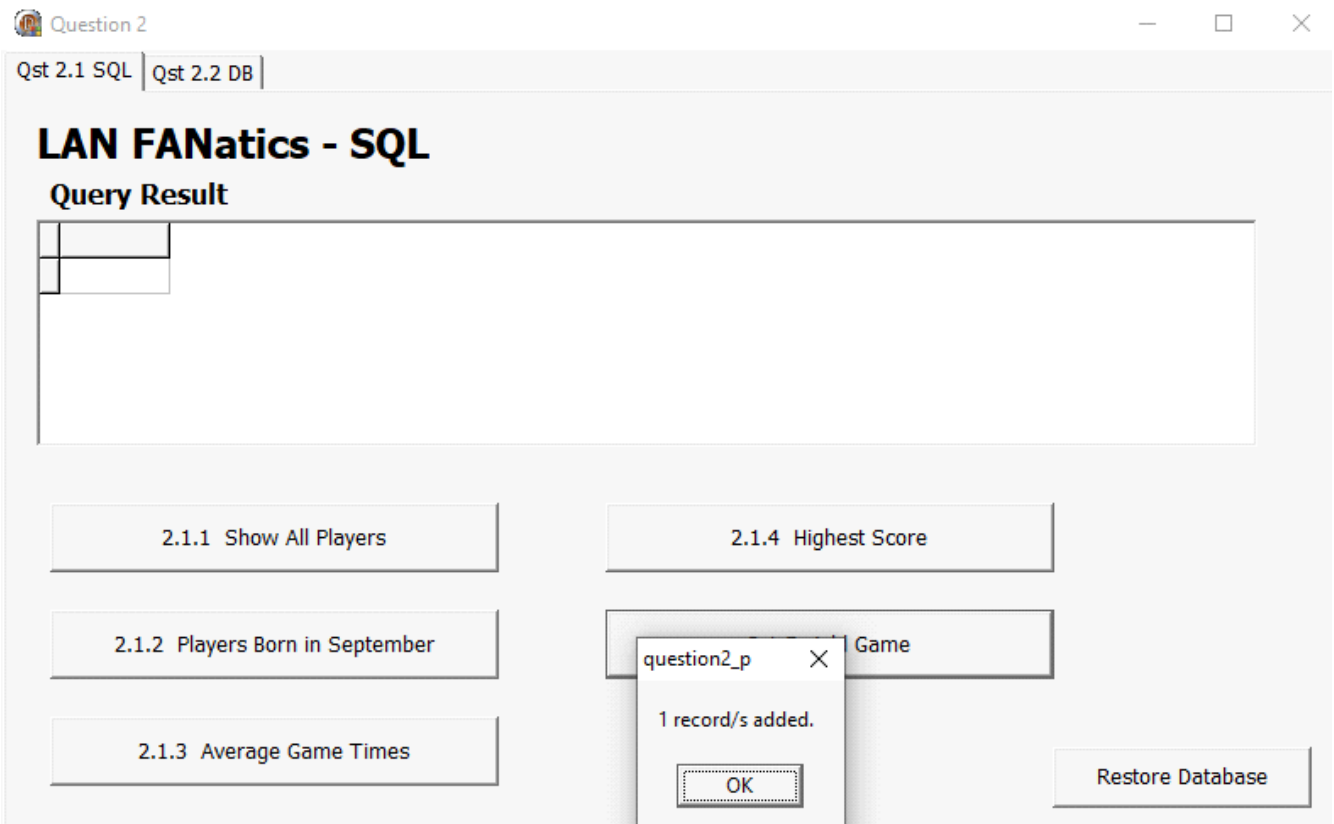 Question 2
Qst 2.1 SQL Qst 2.2 DB
LAN FANatics - SQL
Query Result
2.1.1 Show All Players
2.1.4 Highest Score
2.1.2 Players Born in September
Game
question2_p
1 record/s added.
OK
2.1.3 Average Game Times
Restore Database